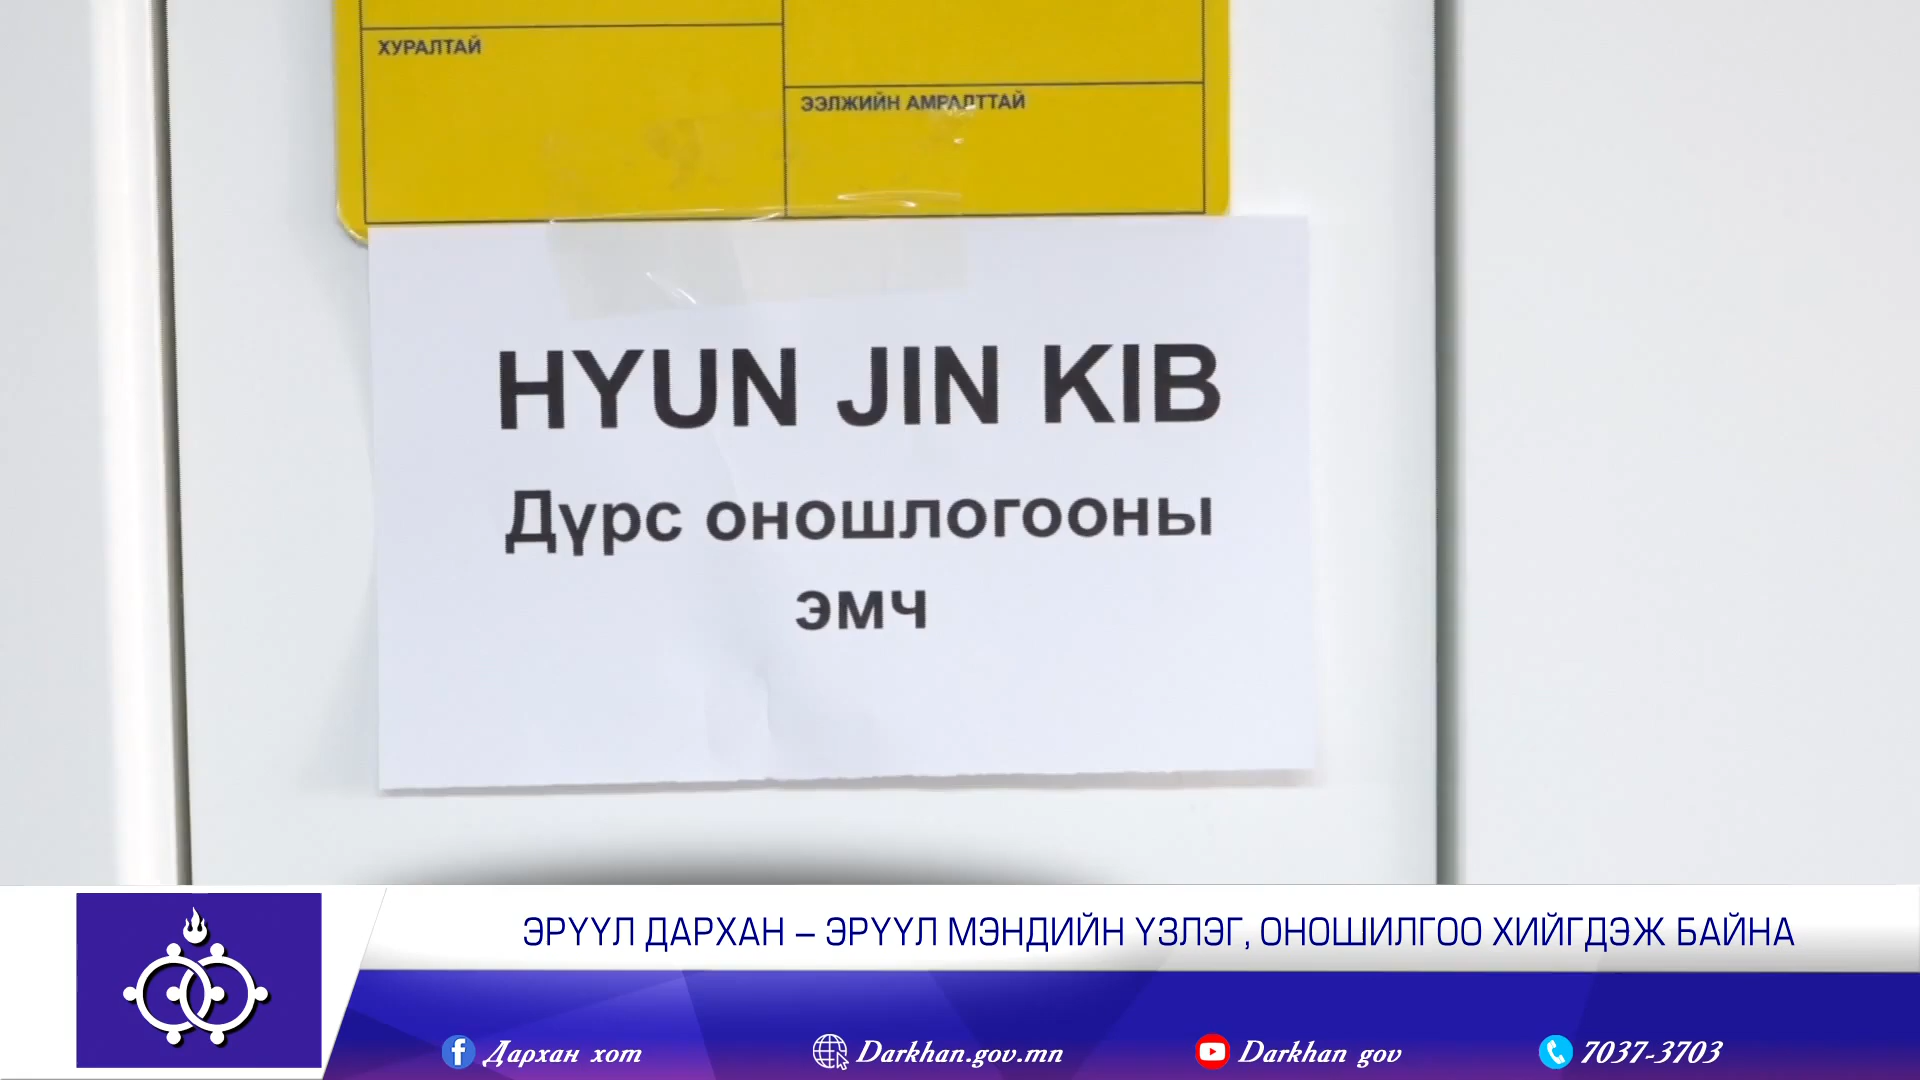 ХУРАЛТАЙ
ЭЭЛЖИЙН АМРАЛТТАЙ
HYUN JIN KIB
Дүрс оношлогооны
эмч
ЭРҮҮЛ ДАРХАН – ЭРҮҮЛ МЭНДИЙН ҮЗЛЭГ, ОНОШИЛГОО ХИЙГДЭЖ БАЙНА
Дархан хот
Darkhan.gov.mn
Darkhan gov
7037-3703